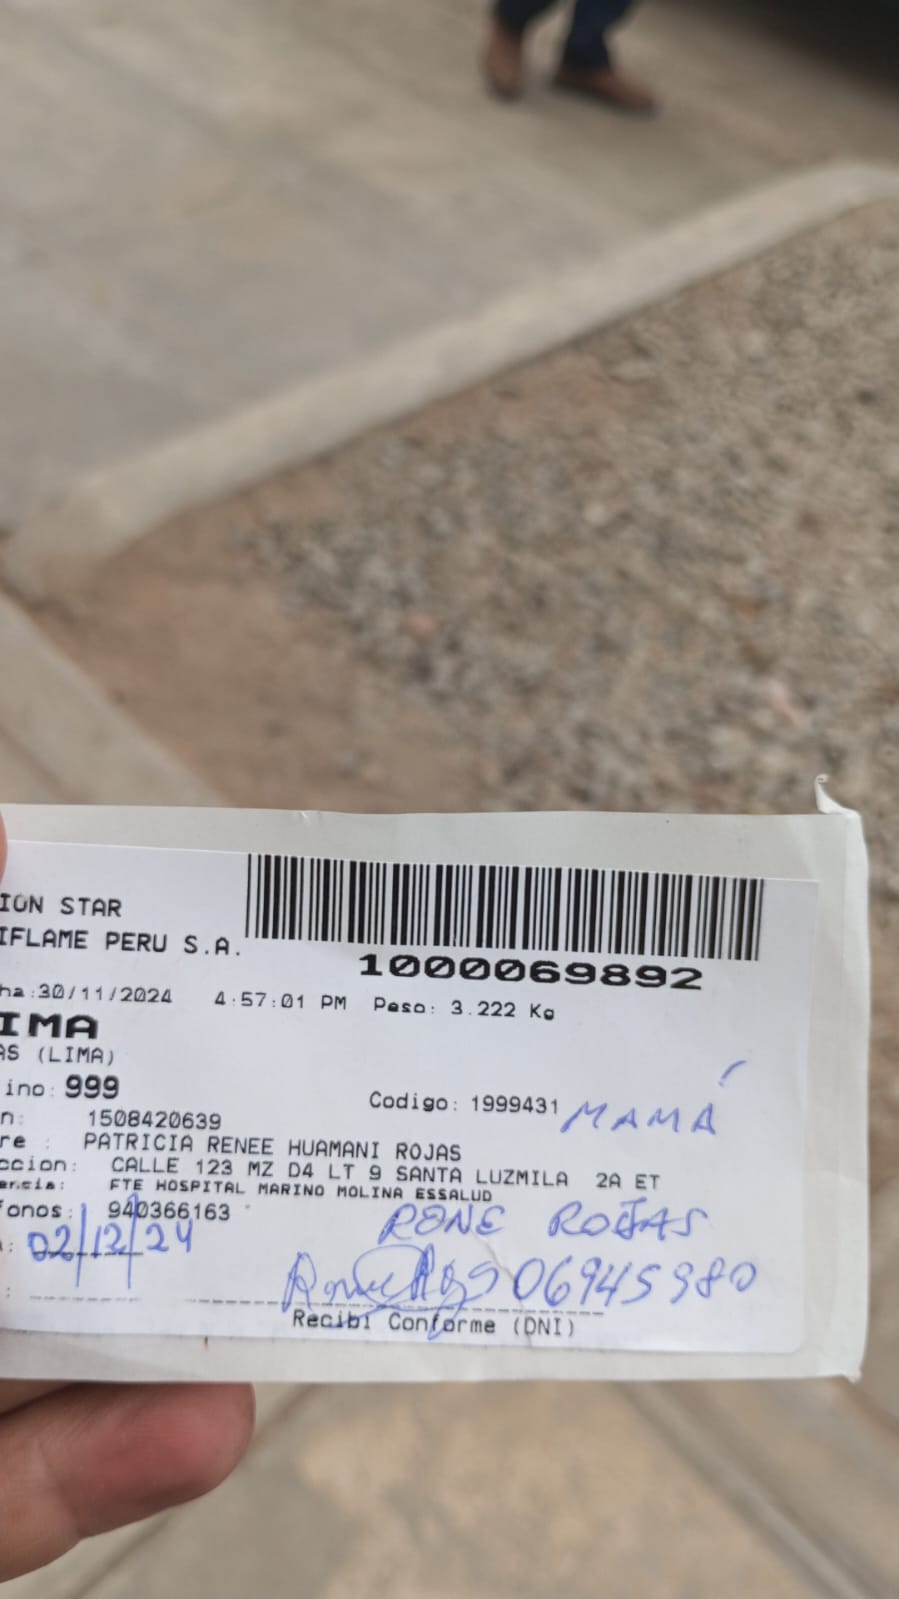 ION STAR
IFLAME PERU S.A.
1000069892
ha:30/11/2024 4:57:01 PM Peso: 3.222 Kg
IMA
AS (LIMA)
ino: 999
Codigo: 1999431 MAMÁ
n: 1508420639
re : PATRICIA RENEE HUAMANI ROJAS
ccion: CALLE 123 MZ D4 LT 9 SANTA LUZMILA 2A ET
encia: FTE HOSPITAL MARINO MOLINA ESSALUD
fonos: 940366163
RENE ROJAS
: 02/12/24
06945980
Recibi Conforme (DNI)